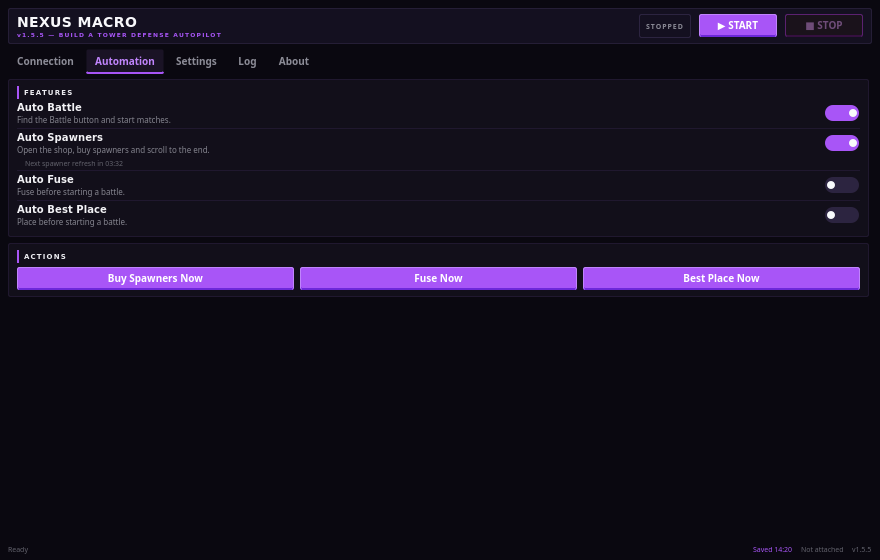 NEXUS MACRO
v1.5.5 — BUILD A TOWER DEFENSE AUTOPILOT
STOPPED
▶ START
■ STOP
Connection
Automation
Settings
Log
About
FEATURES
Auto Battle
Find the Battle button and start matches.
Auto Spawners
Open the shop, buy spawners and scroll to the end.
Next spawner refresh in 03:32
Auto Fuse
Fuse before starting a battle.
Auto Best Place
Place before starting a battle.
ACTIONS
Buy Spawners Now
Fuse Now
Best Place Now
Ready
Saved 14:20
Not attached
v1.5.5